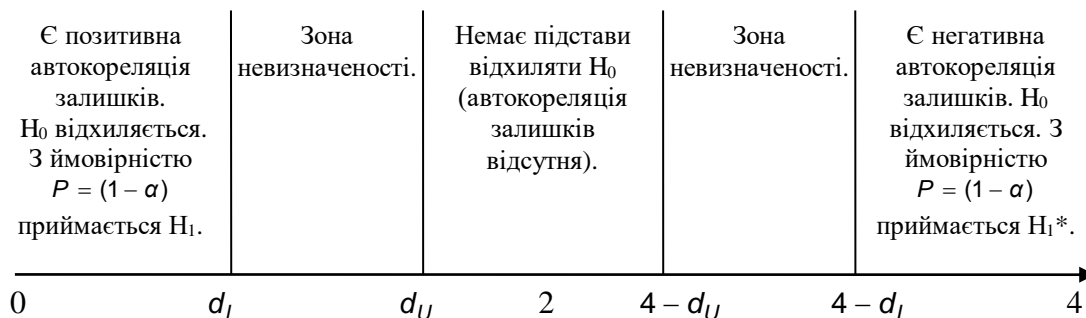 Є позитивна
автокореляція
залишків.
H₀ відхиляється.
З ймовірністю
P = (1 – α)
приймається H₁.
Зона
невизначеності.
Немає підстави
відхиляти H₀
(автокореляція
залишків
відсутня).
Зона
невизначеності.
Є негативна
автокореляція
залишків. H₀
відхиляється. З
ймовірністю
P = (1 – α)
приймається H₁*.
0 d_L d_U 2 4 – d_U 4 – d_L 4